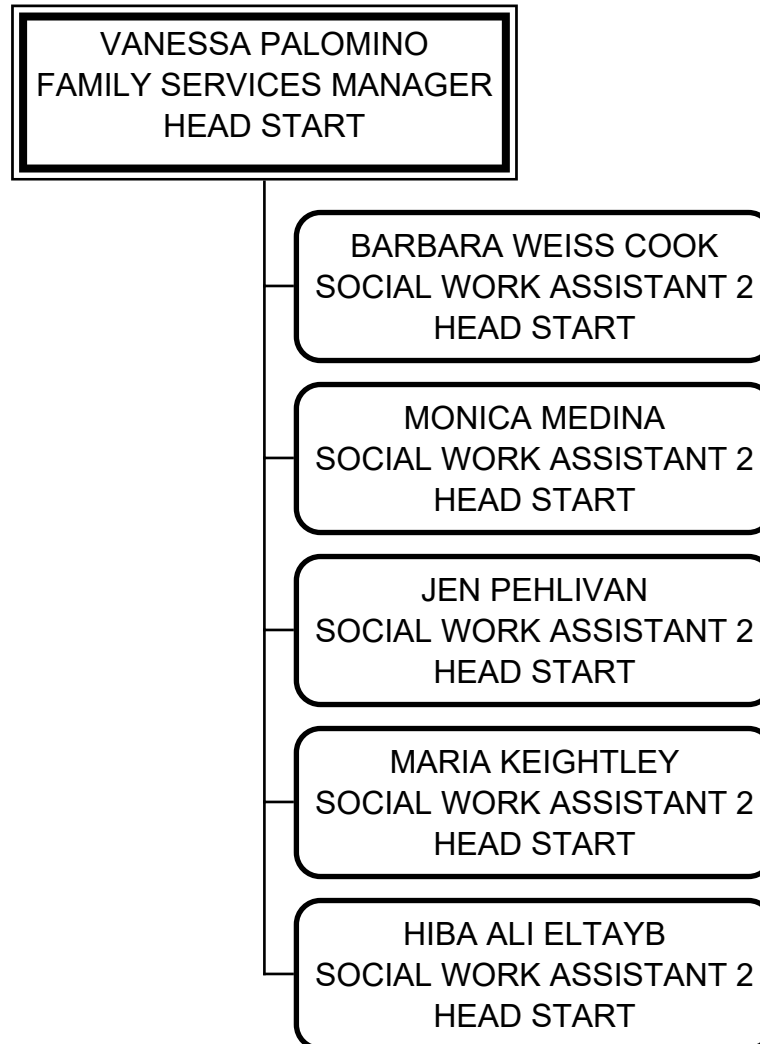 VANESSA PALOMINO
FAMILY SERVICES MANAGER
HEAD START
BARBARA WEISS COOK
SOCIAL WORK ASSISTANT 2
HEAD START
MONICA MEDINA
SOCIAL WORK ASSISTANT 2
HEAD START
JEN PEHLIVAN
SOCIAL WORK ASSISTANT 2
HEAD START
MARIA KEIGHTLEY
SOCIAL WORK ASSISTANT 2
HEAD START
HIBA ALI ELTAYB
SOCIAL WORK ASSISTANT 2
HEAD START